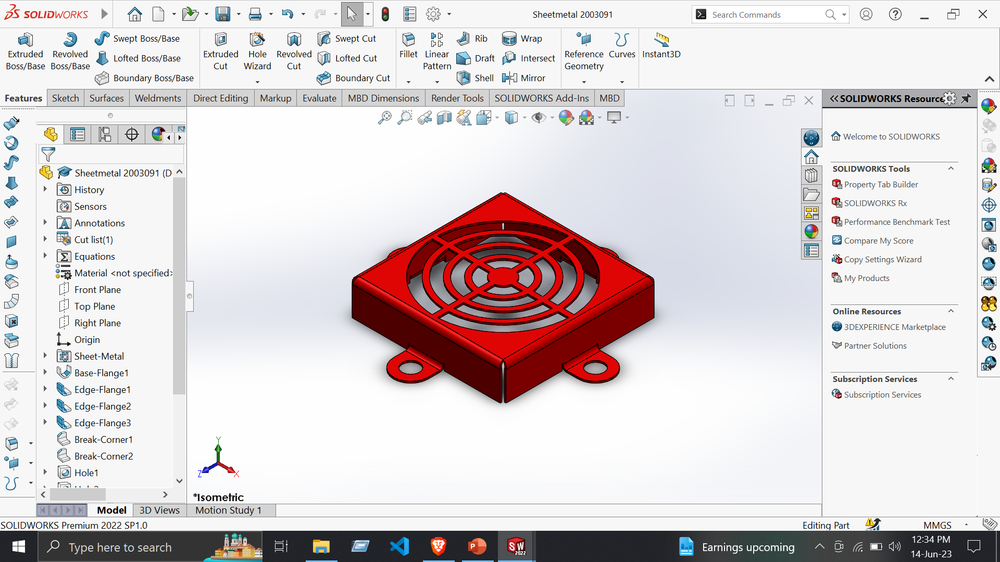 SOLIDWORKS
Sheetmetal 2003091
Search Commands
Extruded Boss/Base
Revolved Boss/Base
Swept Boss/Base
Lofted Boss/Base
Boundary Boss/Base
Extruded Cut
Hole Wizard
Revolved Cut
Swept Cut
Lofted Cut
Boundary Cut
Fillet
Linear Pattern
Rib
Draft
Shell
Wrap
Intersect
Mirror
Reference Geometry
Curves
Instant3D
Features Sketch Surfaces Weldments Direct Editing Markup Evaluate MBD Dimensions Render Tools SOLIDWORKS Add-Ins MBD
Sheetmetal 2003091 (D
History
Sensors
Annotations
Cut list(1)
Equations
Material <not specified>
Front Plane
Top Plane
Right Plane
Origin
Sheet-Metal
Base-Flange1
Edge-Flange1
Edge-Flange2
Edge-Flange3
Break-Corner1
Break-Corner2
Hole1
Y
Z
X
*Isometric
SOLIDWORKS Resource
Welcome to SOLIDWORKS
SOLIDWORKS Tools
Property Tab Builder
SOLIDWORKS Rx
Performance Benchmark Test
Compare My Score
Copy Settings Wizard
My Products
Online Resources
3DEXPERIENCE Marketplace
Partner Solutions
Subscription Services
Subscription Services
Model 3D Views Motion Study 1
SOLIDWORKS Premium 2022 SP1.0
Editing Part
MMGS
Type here to search
P
SW
2022
Earnings upcoming
12:34 PM
14-Jun-23